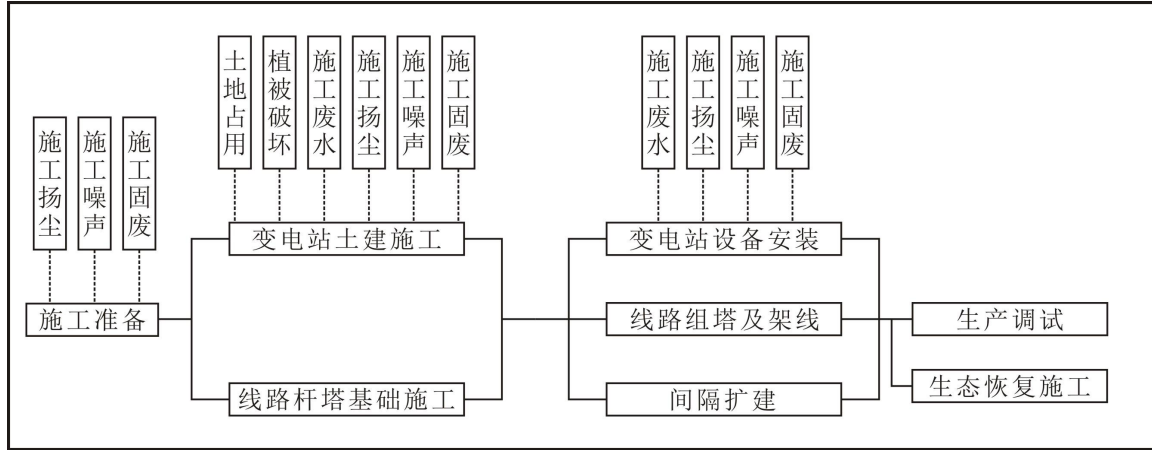 土地占用
植被破坏
施工废水
施工扬尘
施工噪声
施工固废
施工废水
施工扬尘
施工噪声
施工固废
施工扬尘
施工噪声
施工固废
变电站土建施工
变电站设备安装
施工准备
线路组塔及架线
生产调试
线路杆塔基础施工
间隔扩建
生态恢复施工